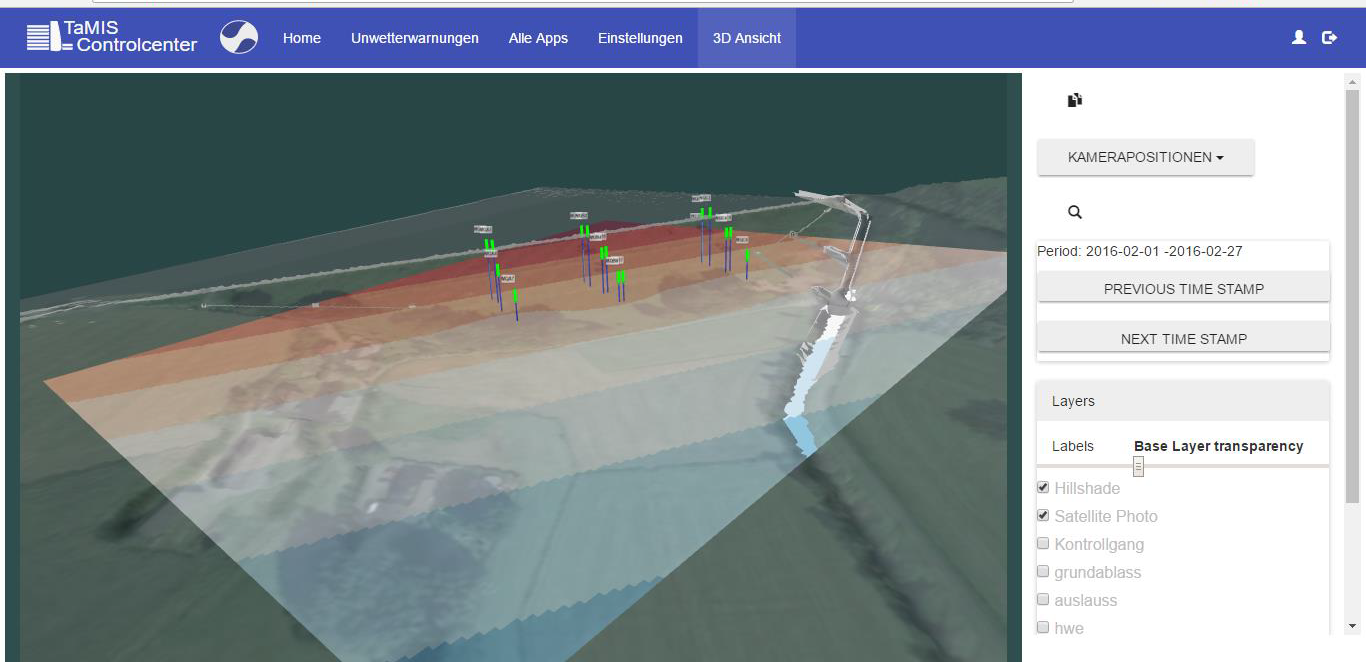 TaMIS
Controlcenter
Home
Unwetterwarnungen
Alle Apps
Einstellungen
3D Ansicht
KAMERAPOSITIONEN
Period: 2016-02-01 -2016-02-27
PREVIOUS TIME STAMP
NEXT TIME STAMP
Layers
Labels
Base Layer transparency
Hillshade
Satellite Photo
Kontrollgang
grundablass
auslauss
hwe